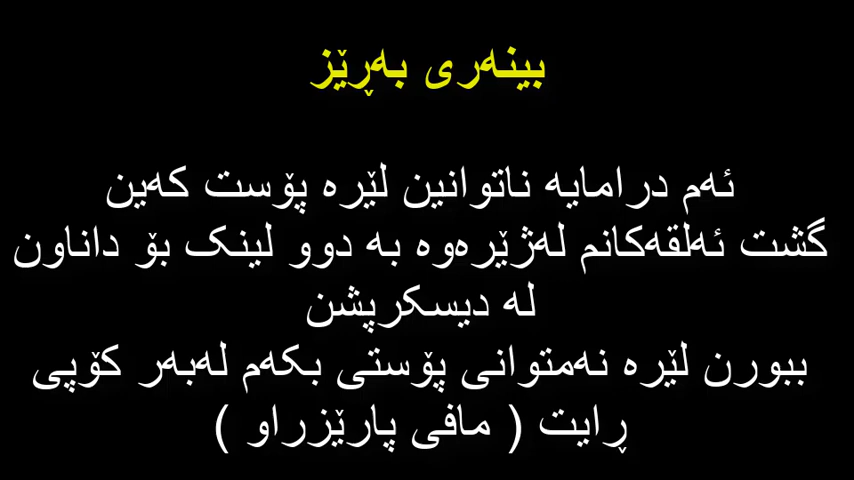 بینەری بەڕێز
ئەم درامایە ناتوانین لێرە پۆست کەین
گشت ئەلقەکانم لەژێرەوە بە دوو لینک بۆ داناون
لە دیسکرپشن
ببورن لێرە نەمتوانی پۆستی بکەم لەبەر کۆپی
ڕایت ( مافی پارێزراو )